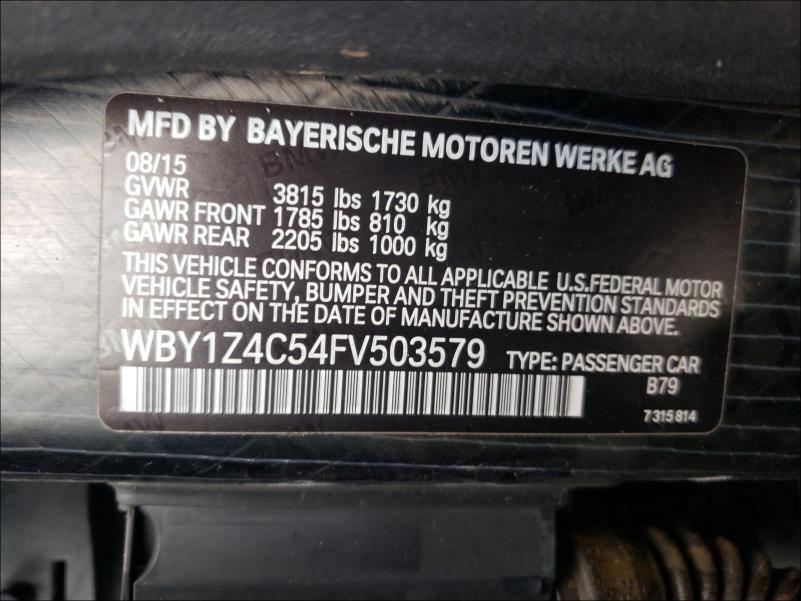 MFD BY BAYERISCHE MOTOREN WERKE AG
08/15
GVWR 3815 lbs 1730 kg
GAWR FRONT 1785 lbs 810 kg
GAWR REAR 2205 lbs 1000 kg
THIS VEHICLE CONFORMS TO ALL APPLICABLE U.S.FEDERAL MOTOR
VEHICLE SAFETY, BUMPER AND THEFT PREVENTION STANDARDS
IN EFFECT ON THE DATE OF MANUFACTURE SHOWN ABOVE.
WBY1Z4C54FV503579 TYPE: PASSENGER CAR
B79
7 315 814